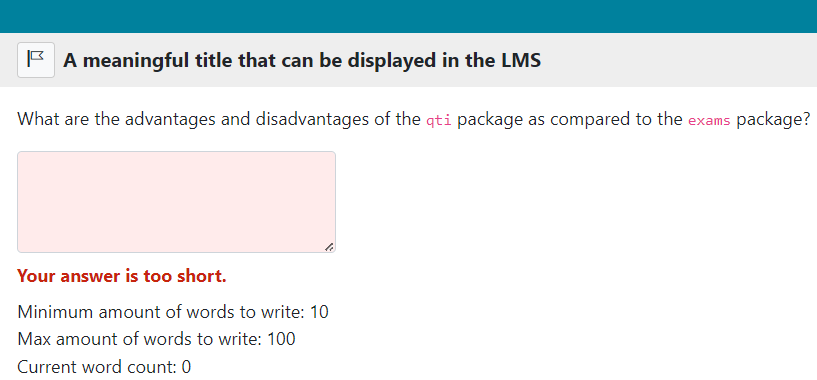 A meaningful title that can be displayed in the LMS
What are the advantages and disadvantages of the qti package as compared to the exams package?
Your answer is too short.
Minimum amount of words to write: 10
Max amount of words to write: 100
Current word count: 0